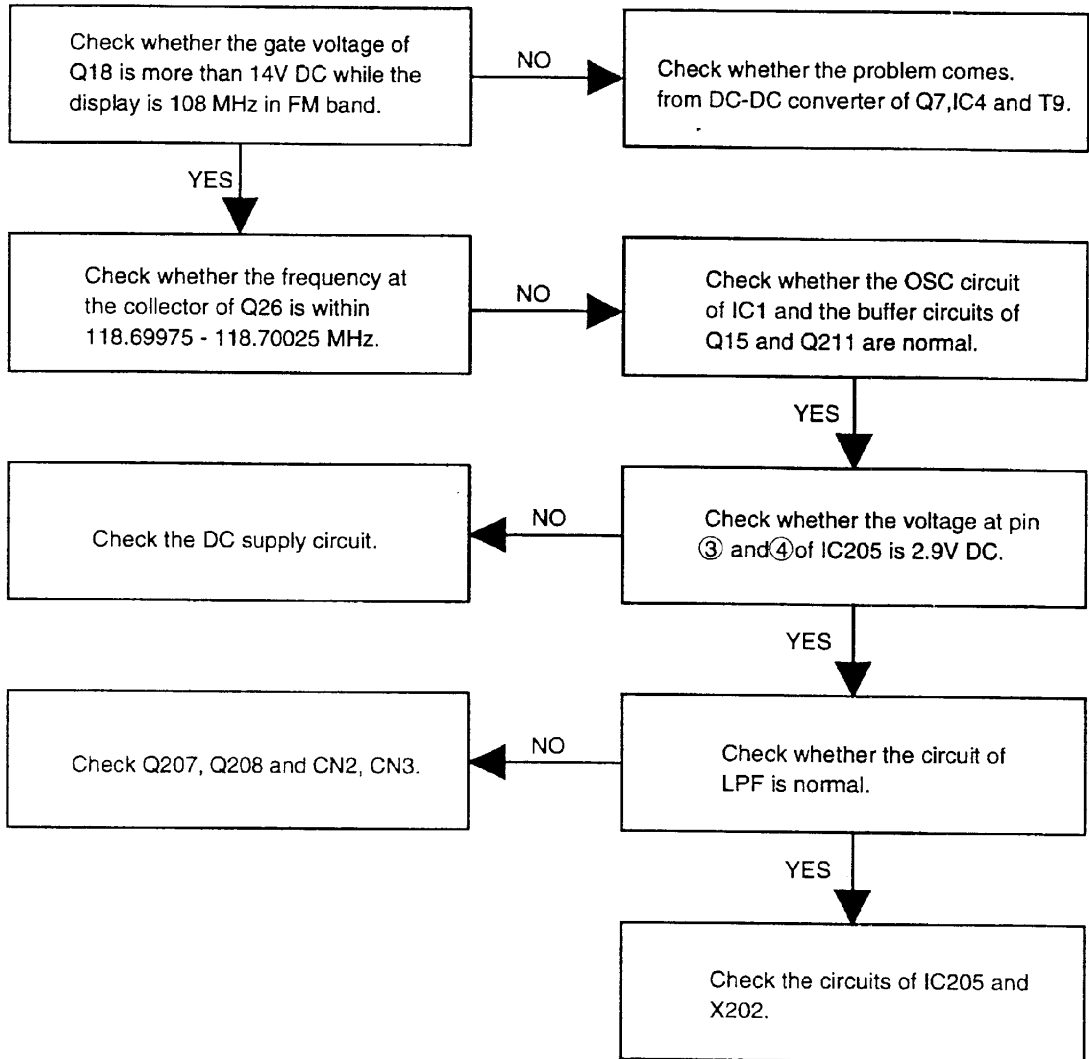 Check whether the gate voltage of
Q18 is more than 14V DC while the
display is 108 MHz in FM band.
NO
Check whether the problem comes.
from DC-DC converter of Q7,IC4 and T9.
YES
Check whether the frequency at
the collector of Q26 is within
118.69975 - 118.70025 MHz.
NO
Check whether the OSC circuit
of IC1 and the buffer circuits of
Q15 and Q211 are normal.
YES
Check the DC supply circuit.
NO
Check whether the voltage at pin
③ and④of IC205 is 2.9V DC.
YES
Check Q207, Q208 and CN2, CN3.
NO
Check whether the circuit of
LPF is normal.
YES
Check the circuits of IC205 and
X202.